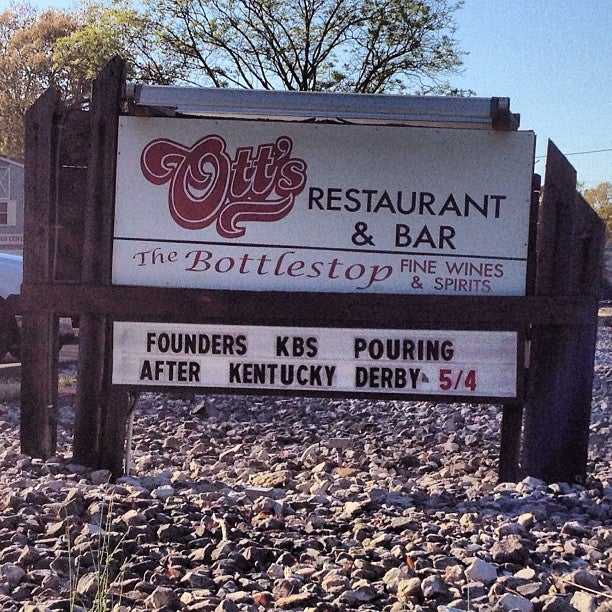 Ott's
RESTAURANT
& BAR
The Bottlestop
FINE WINES
& SPIRITS
FOUNDERS KBS POURING
AFTER KENTUCKY DERBY 5/4